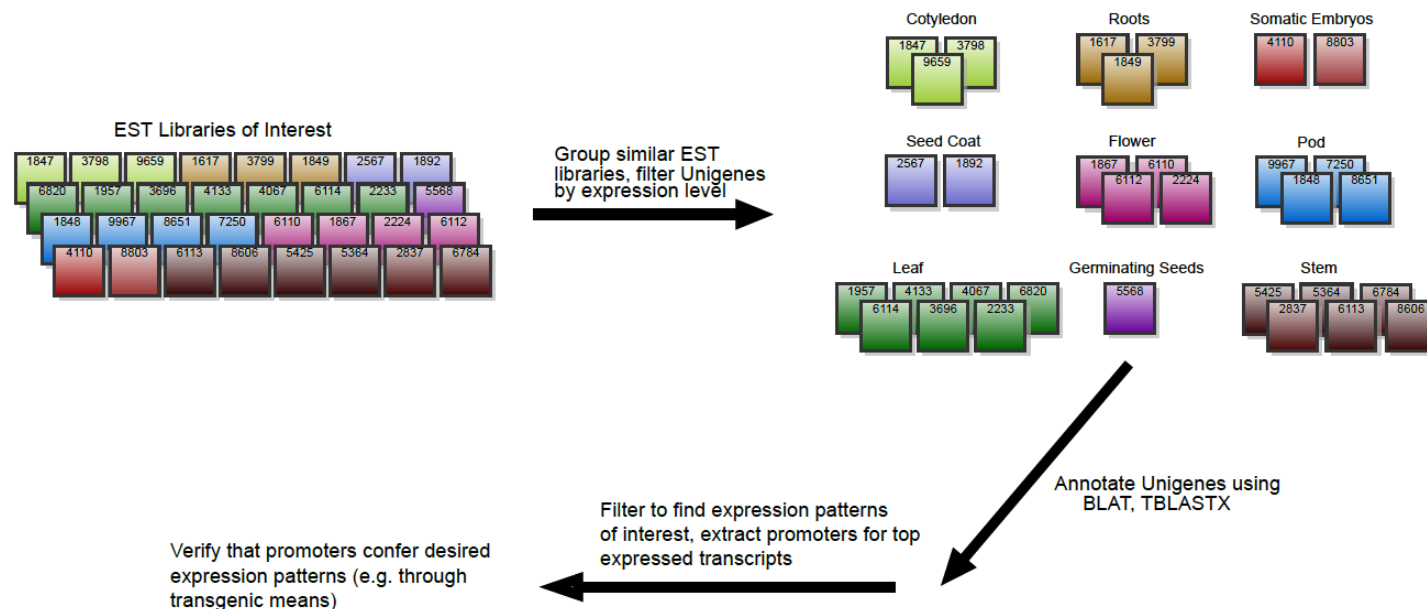 EST Libraries of Interest
1847 3798 9659 1617 3799 1849 2567 1892
6820 1957 3696 4133 4067 6114 2233 5568
1848 9967 8651 7250 6110 1867 2224 6112
4110 8803 6113 8606 5425 5364 2837 6784
Group similar EST
libraries, filter Unigenes
by expression level
Cotyledon
1847 3798
9659
Roots
1617 3799
1849
Somatic Embryos
4110 8803
Seed Coat
2567 1892
Flower
1867 6110
6112 2224
Pod
9967 7250
1848 8651
Leaf
1957 4133 4067 6820
6114 3696 2233
Germinating Seeds
5568
Stem
5425 5364 6784
2837 6113 8606
Annotate Unigenes using
BLAT, TBLASTX
Filter to find expression patterns
of interest, extract promoters for top
expressed transcripts
Verify that promoters confer desired
expression patterns (e.g. through
transgenic means)